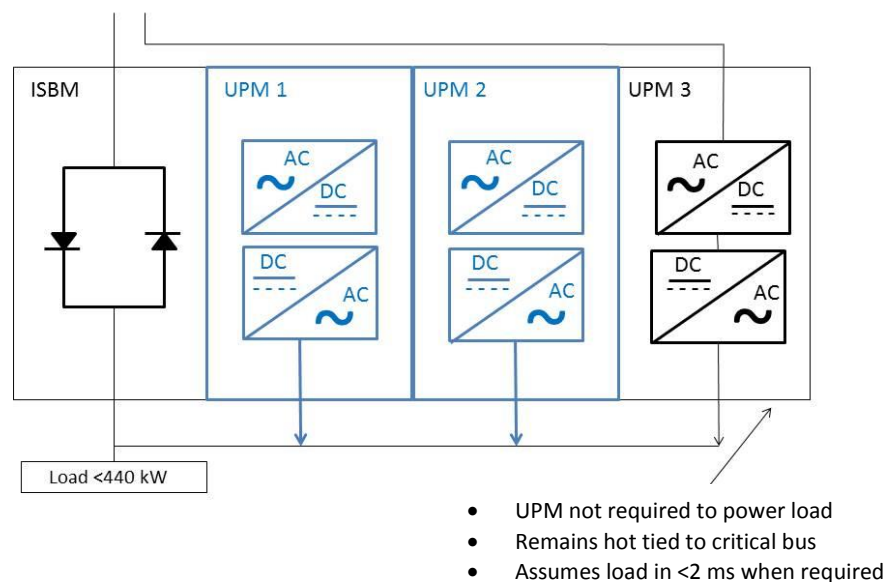 ISBM
UPM 1
UPM 2
UPM 3
AC
DC
AC
DC
AC
DC
DC
AC
DC
AC
DC
AC
Load <440 kW
• UPM not required to power load
• Remains hot tied to critical bus
• Assumes load in <2 ms when required